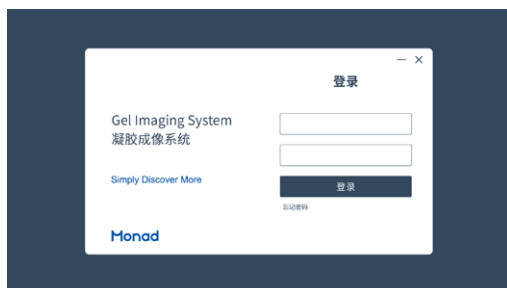 登录
Gel Imaging System
凝胶成像系统
Simply Discover More
登录
忘记密码
Monad